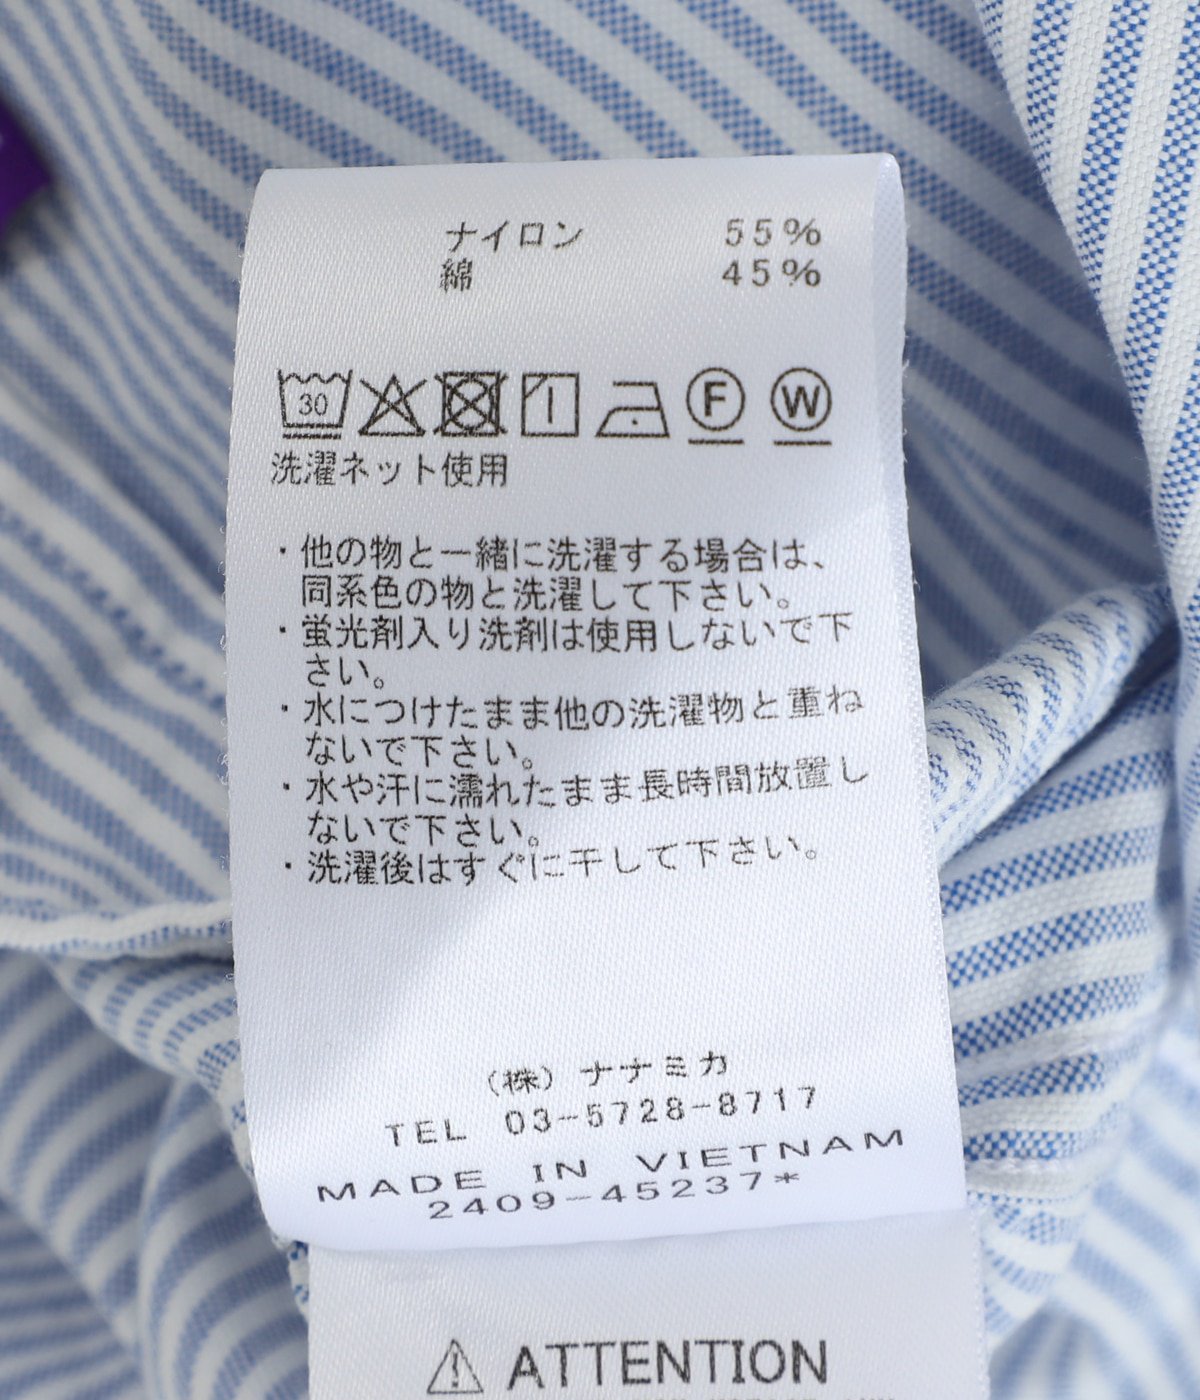 ナイロン 55%
綿 45%
30 F W
洗濯ネット使用
・他の物と一緒に洗濯する場合は、
同系色の物と洗濯して下さい。
・蛍光剤入り洗剤は使用しないで下
さい。
・水につけたまま他の洗濯物と重ね
ないで下さい。
・水や汗に濡れたまま長時間放置し
ないで下さい。
・洗濯後はすぐに干して下さい。
(株)ナナミカ
TEL 03-5728-8717
MADE IN VIETNAM
2409-45237*
ATTENTION